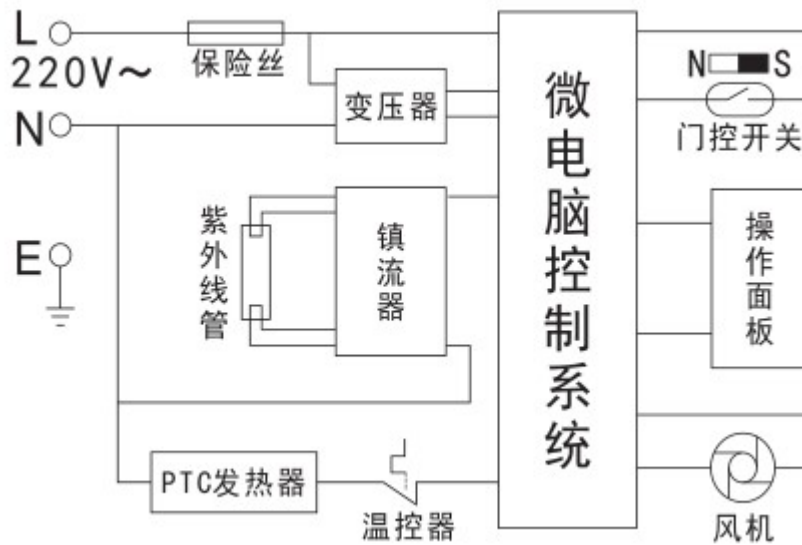 L
220V～
N
E
保险丝
变压器
紫外线管
镇流器
PTC发热器
温控器
微电脑控制系统
N S
门控开关
操作面板
风机